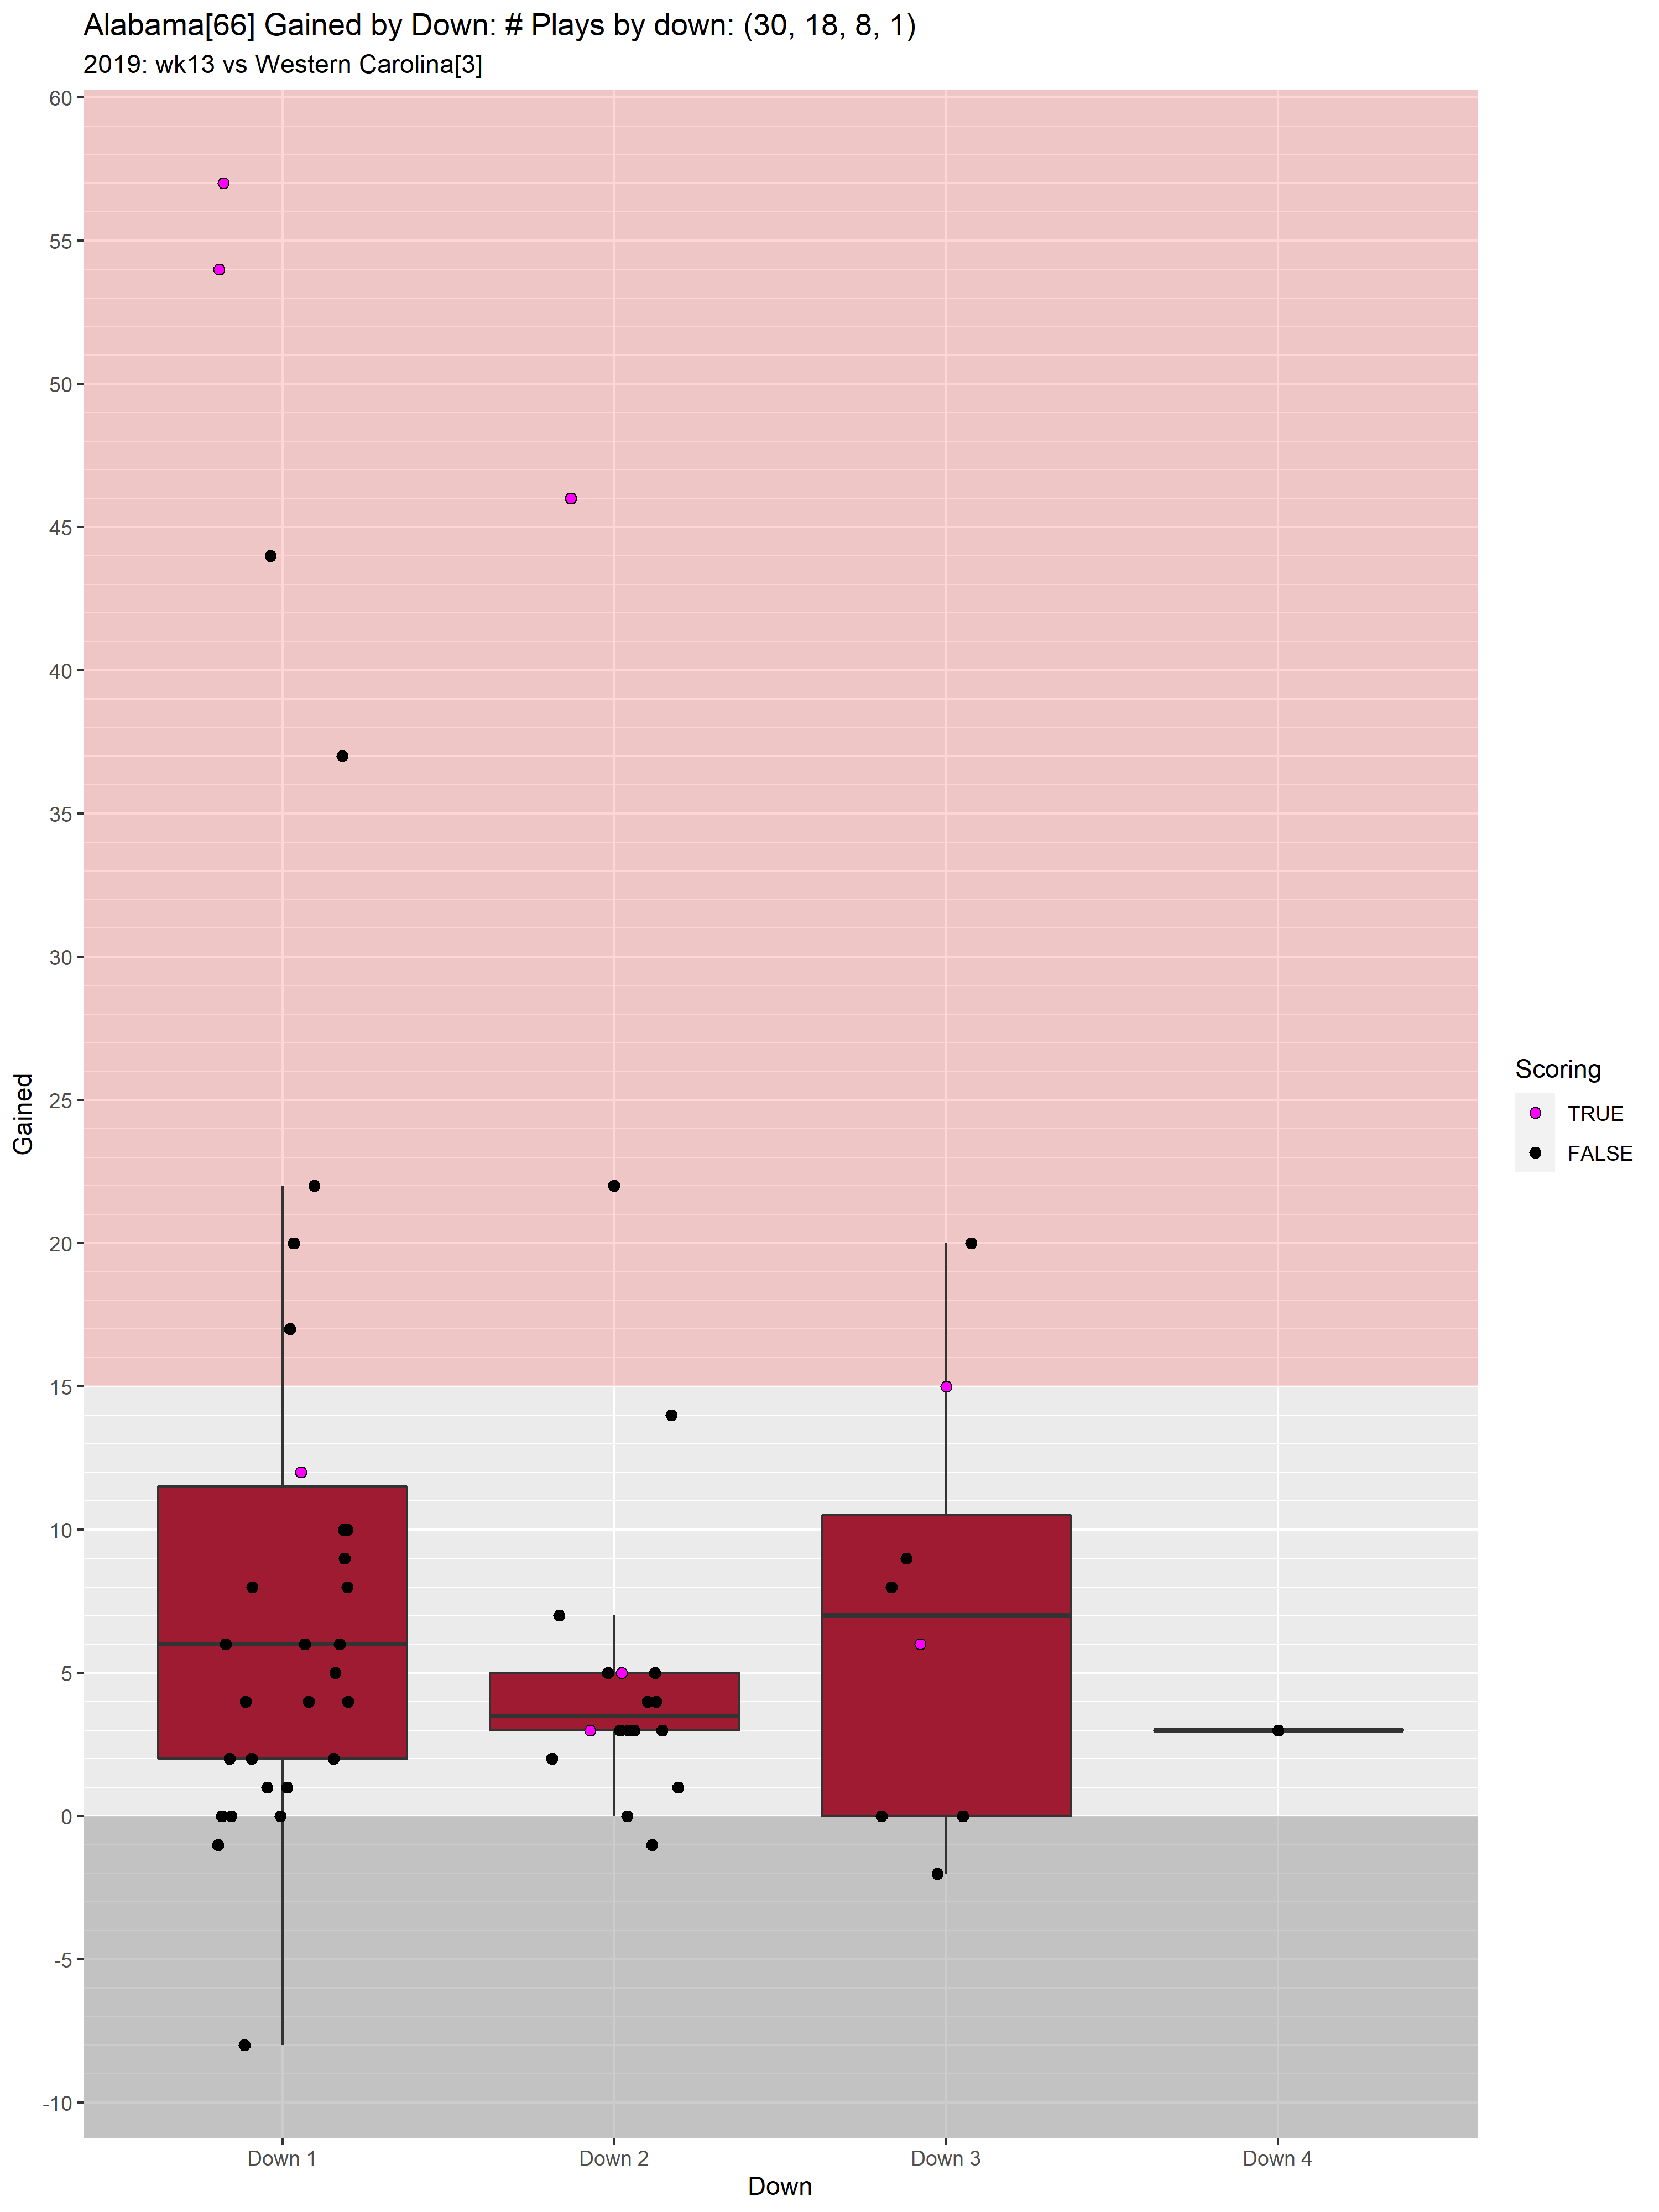 Alabama[66] Gained by Down: # Plays by down: (30, 18, 8, 1)
2019: wk13 vs Western Carolina[3]
60
55
50
45
40
35
30
25
20
15
10
5
0
-5
-10
Gained
Down 1
Down 2
Down 3
Down 4
Down
Scoring
TRUE
FALSE